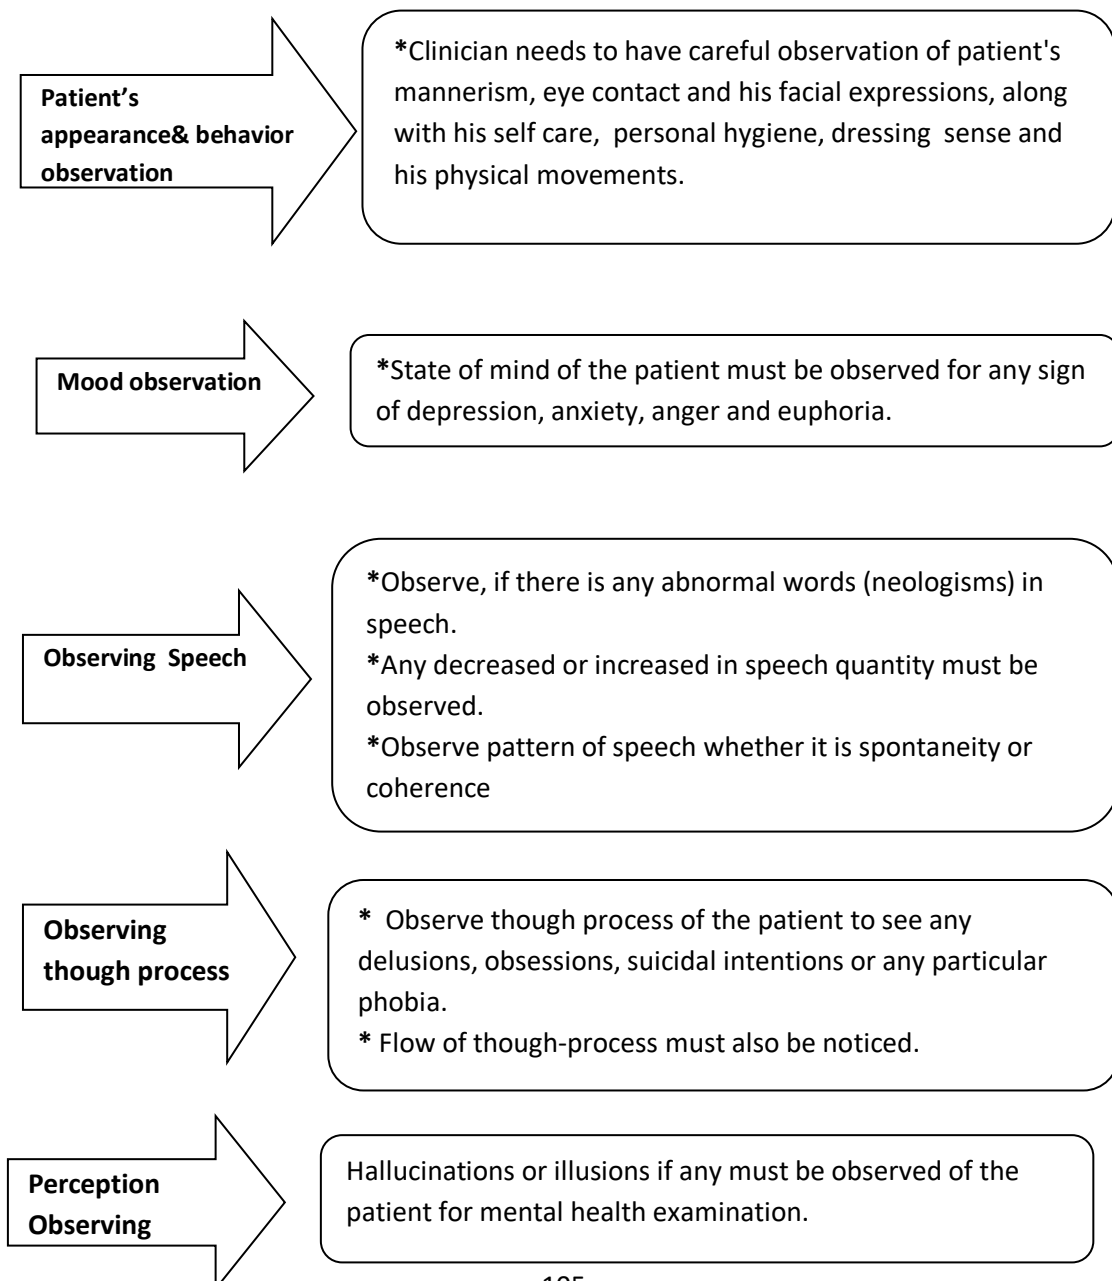 Patient's
appearance& behavior
observation
*Clinician needs to have careful observation of patient's
mannerism, eye contact and his facial expressions, along
with his self care, personal hygiene, dressing sense and
his physical movements.
Mood observation
*State of mind of the patient must be observed for any sign
of depression, anxiety, anger and euphoria.
Observing Speech
*Observe, if there is any abnormal words (neologisms) in
speech.
*Any decreased or increased in speech quantity must be
observed.
*Observe pattern of speech whether it is spontaneity or
coherence
Observing
though process
* Observe though process of the patient to see any
delusions, obsessions, suicidal intentions or any particular
phobia.
* Flow of though-process must also be noticed.
Perception
Observing
Hallucinations or illusions if any must be observed of the
patient for mental health examination.